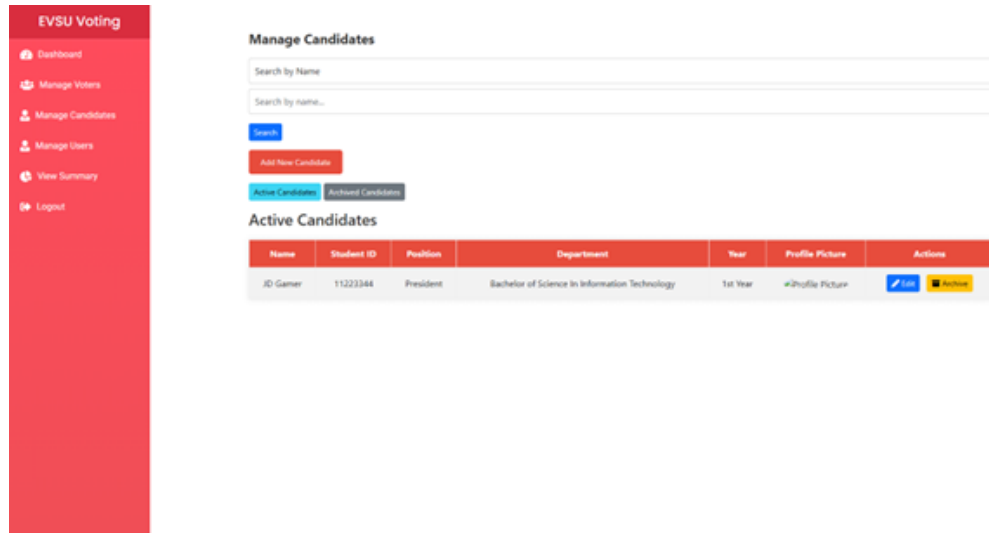 EVSU Voting
Dashboard
Manage Voters
Manage Candidates
Manage Users
View Summary
Logout
Manage Candidates
Search by Name
Search by name...
Search
Add New Candidate
Active Candidates Archived Candidates
Active Candidates
Name Student ID Position Department Year Profile Picture Actions
JD Gamer 11223344 President Bachelor of Science In Information Technology 1st Year Profile Picture Edit Archive